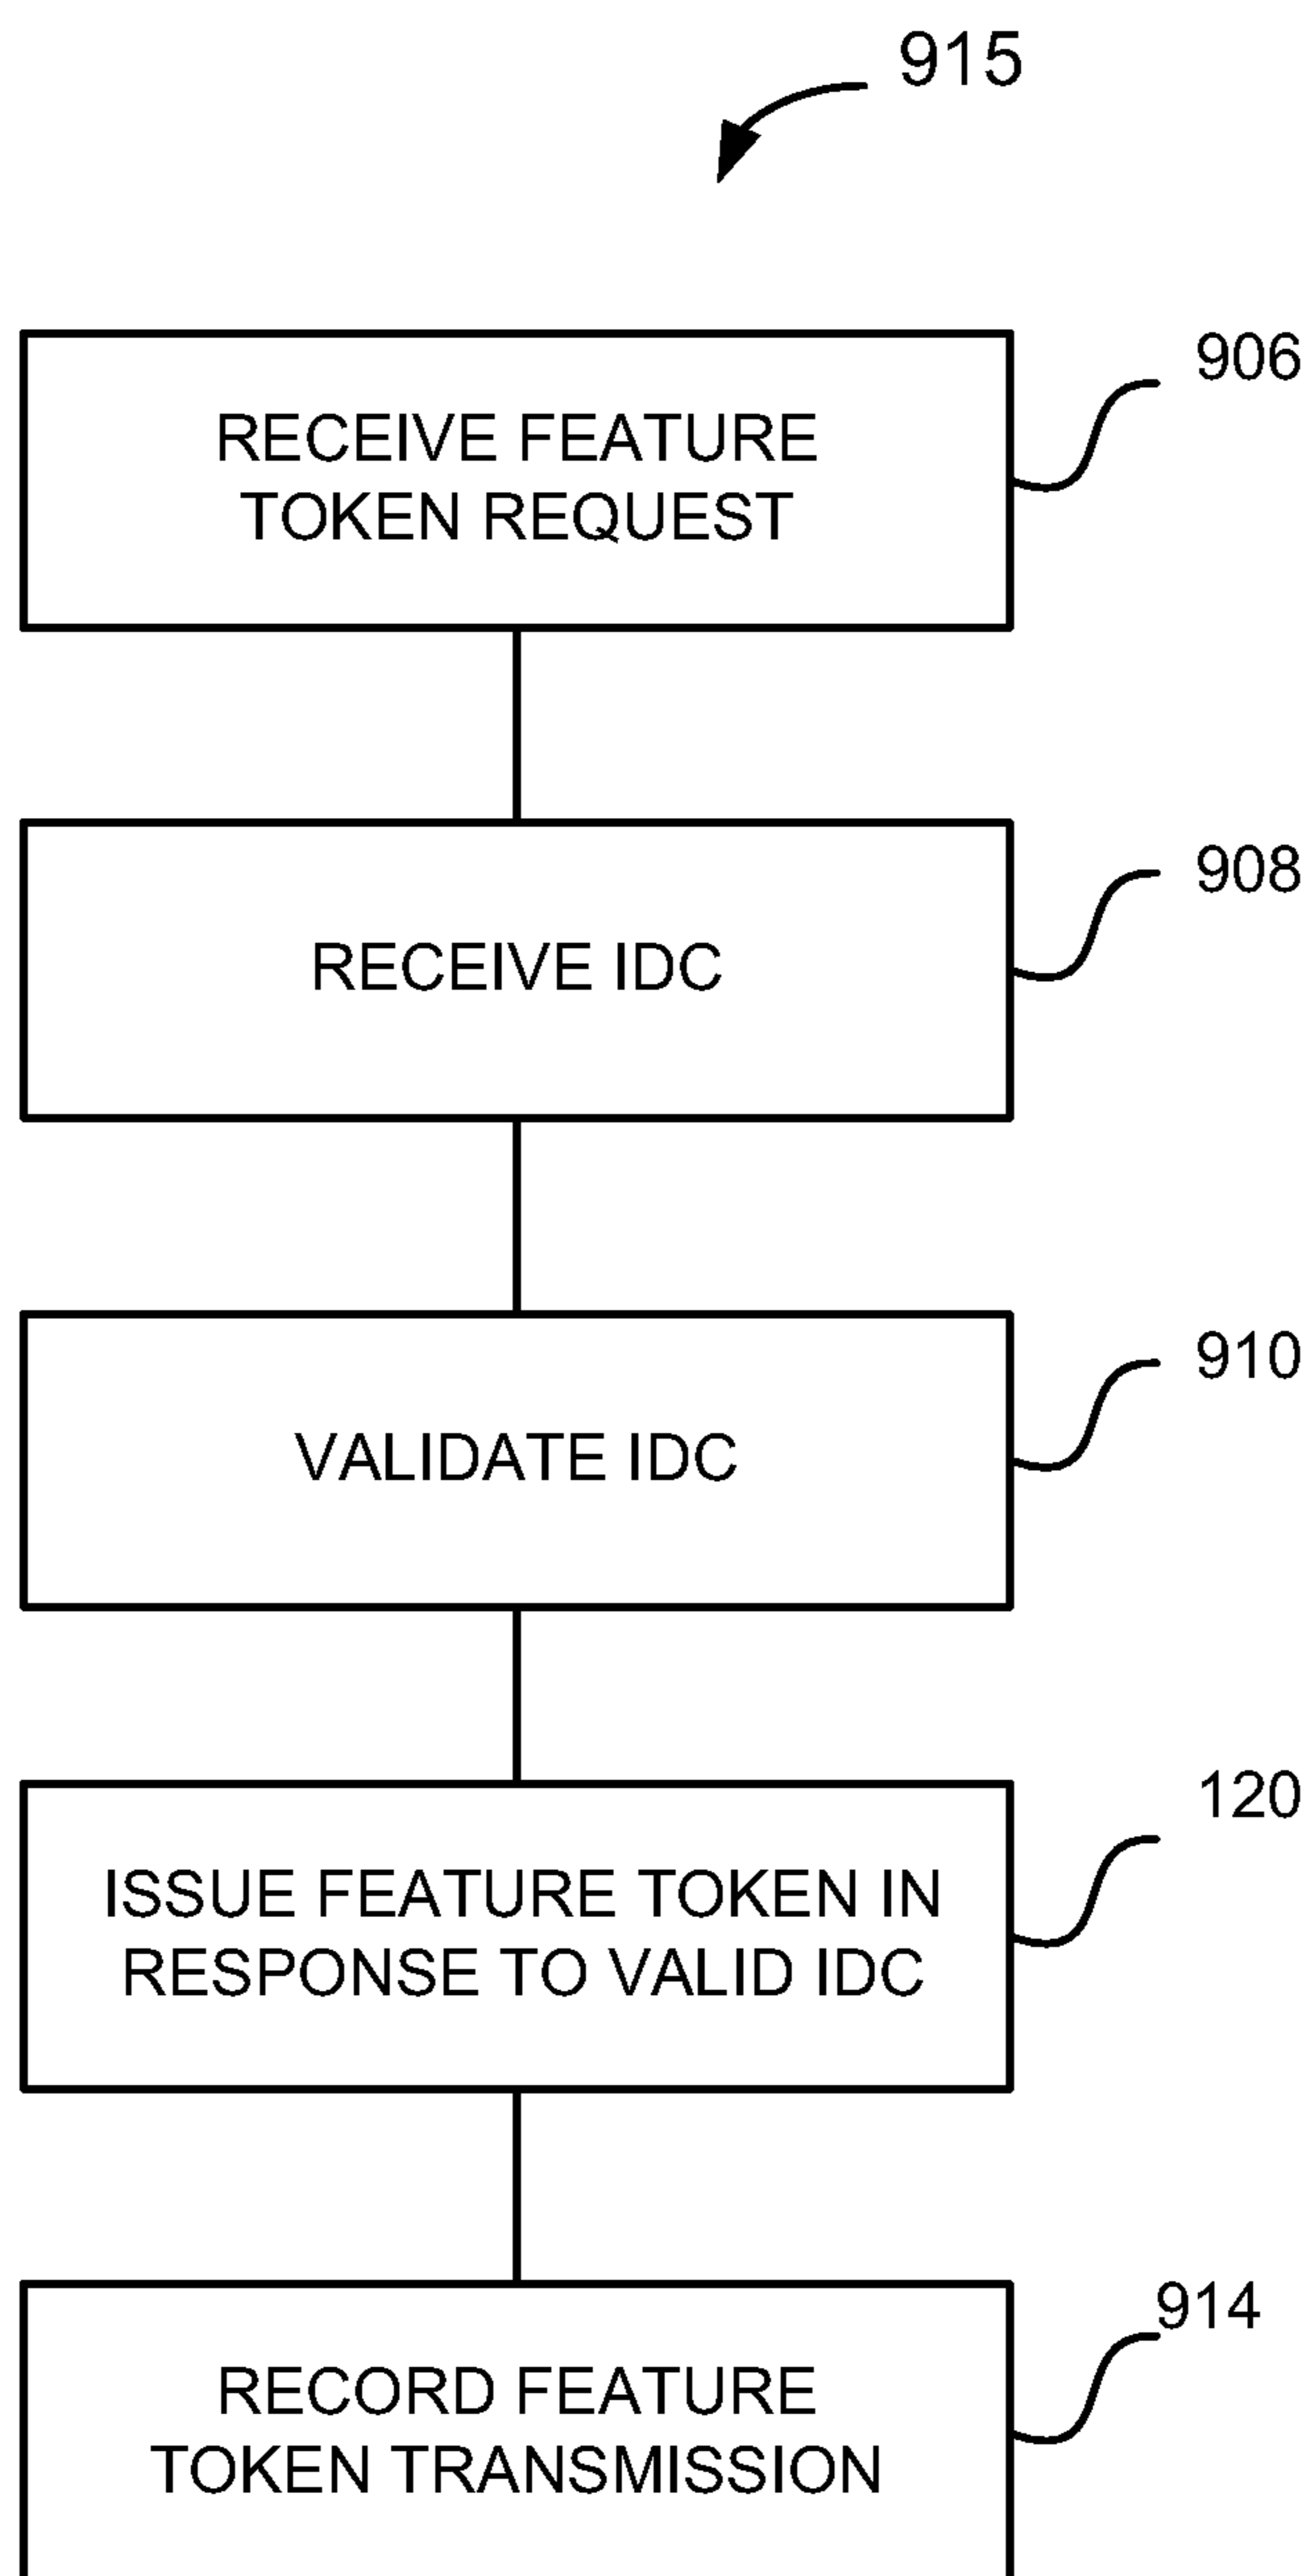 915
906
RECEIVE FEATURE
TOKEN REQUEST
908
RECEIVE IDC
910
VALIDATE IDC
120
ISSUE FEATURE TOKEN IN
RESPONSE TO VALID IDC
914
RECORD FEATURE
TOKEN TRANSMISSION